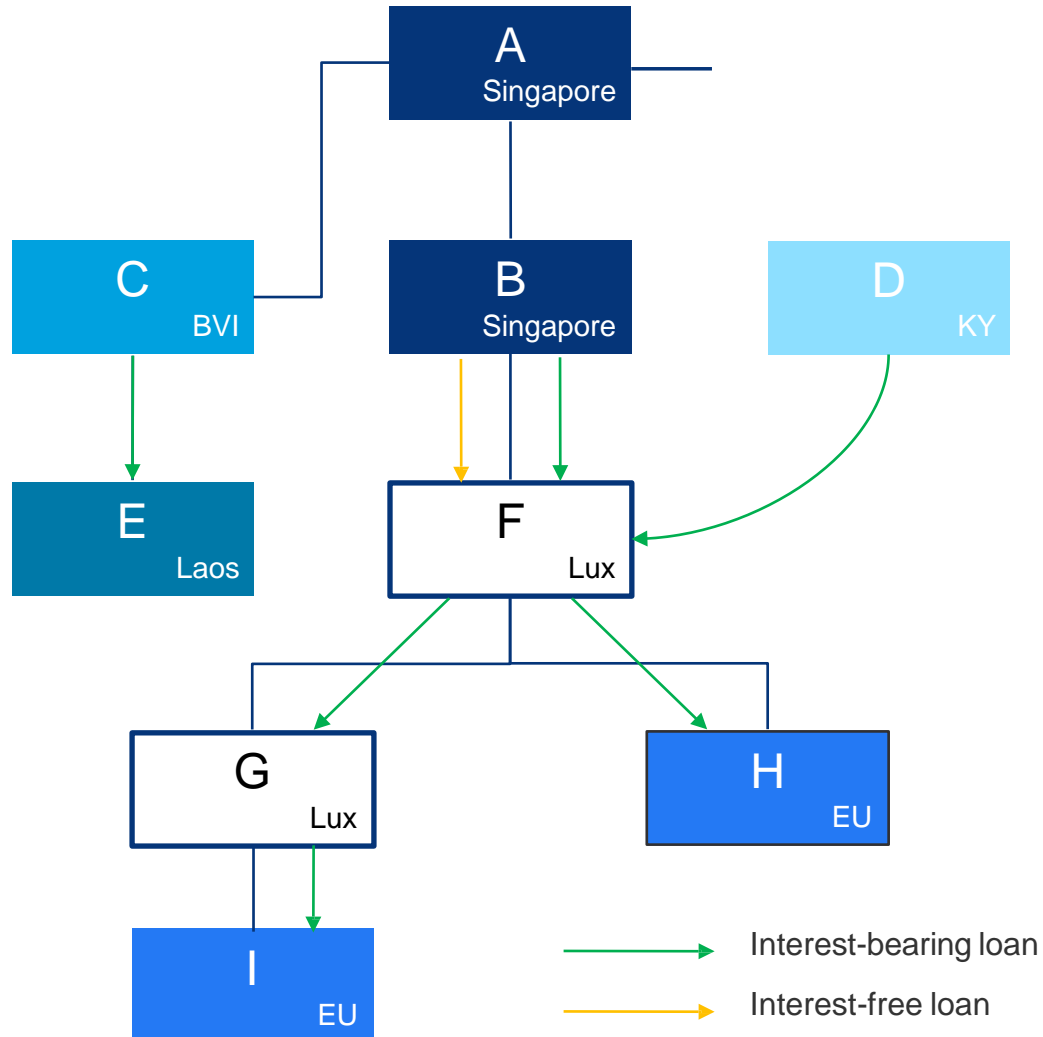 A
Singapore
C
BVI
B
Singapore
D
KY
E
Laos
F
Lux
G
Lux
H
EU
I
EU
Interest-bearing loan
Interest-free loan